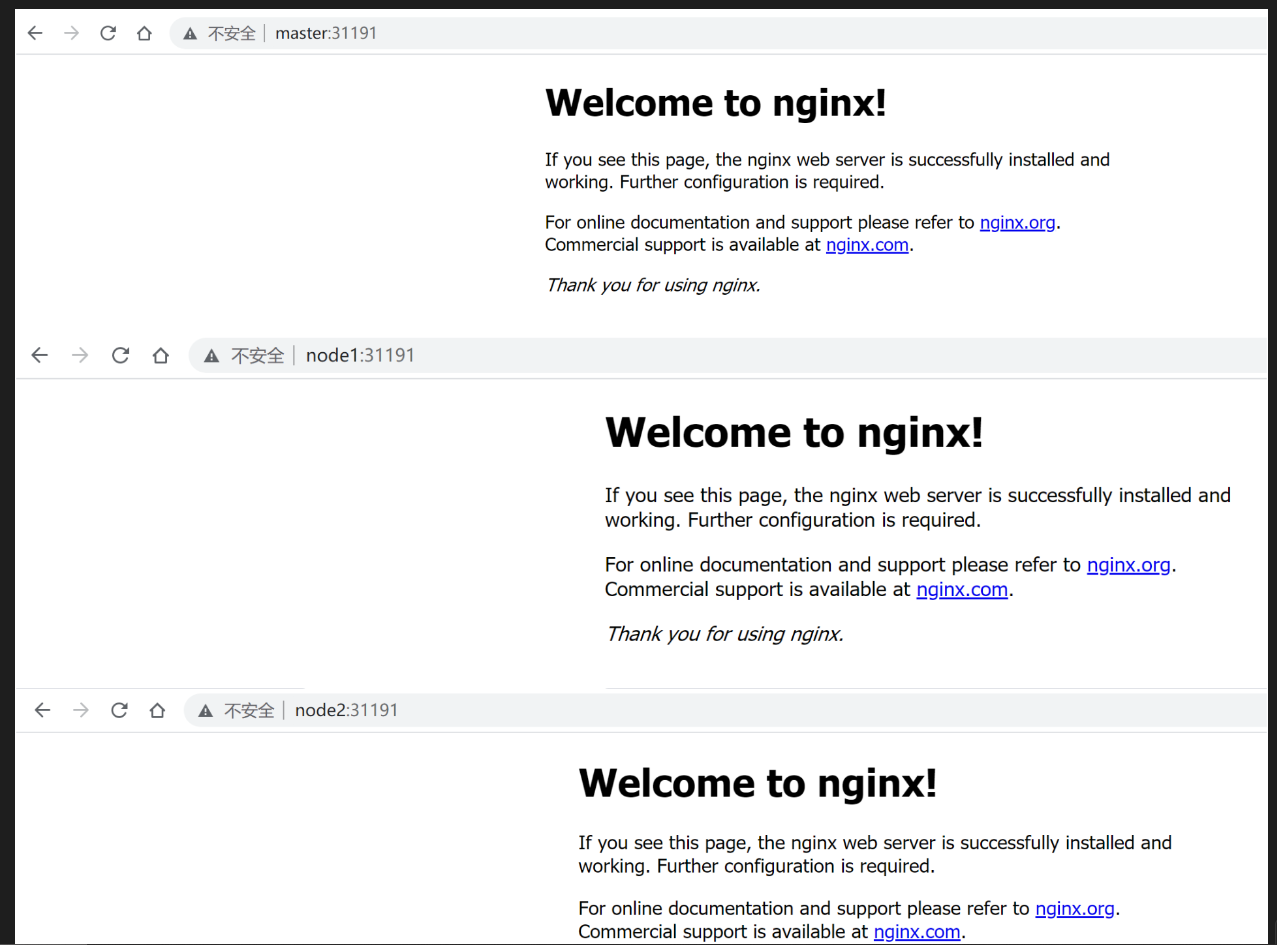 不安全 | master:31191
Welcome to nginx!
If you see this page, the nginx web server is successfully installed and
working. Further configuration is required.
For online documentation and support please refer to nginx.org.
Commercial support is available at nginx.com.
Thank you for using nginx.
不安全 | node1:31191
Welcome to nginx!
If you see this page, the nginx web server is successfully installed and
working. Further configuration is required.
For online documentation and support please refer to nginx.org.
Commercial support is available at nginx.com.
Thank you for using nginx.
不安全 | node2:31191
Welcome to nginx!
If you see this page, the nginx web server is successfully installed and
working. Further configuration is required.
For online documentation and support please refer to nginx.org.
Commercial support is available at nginx.com.